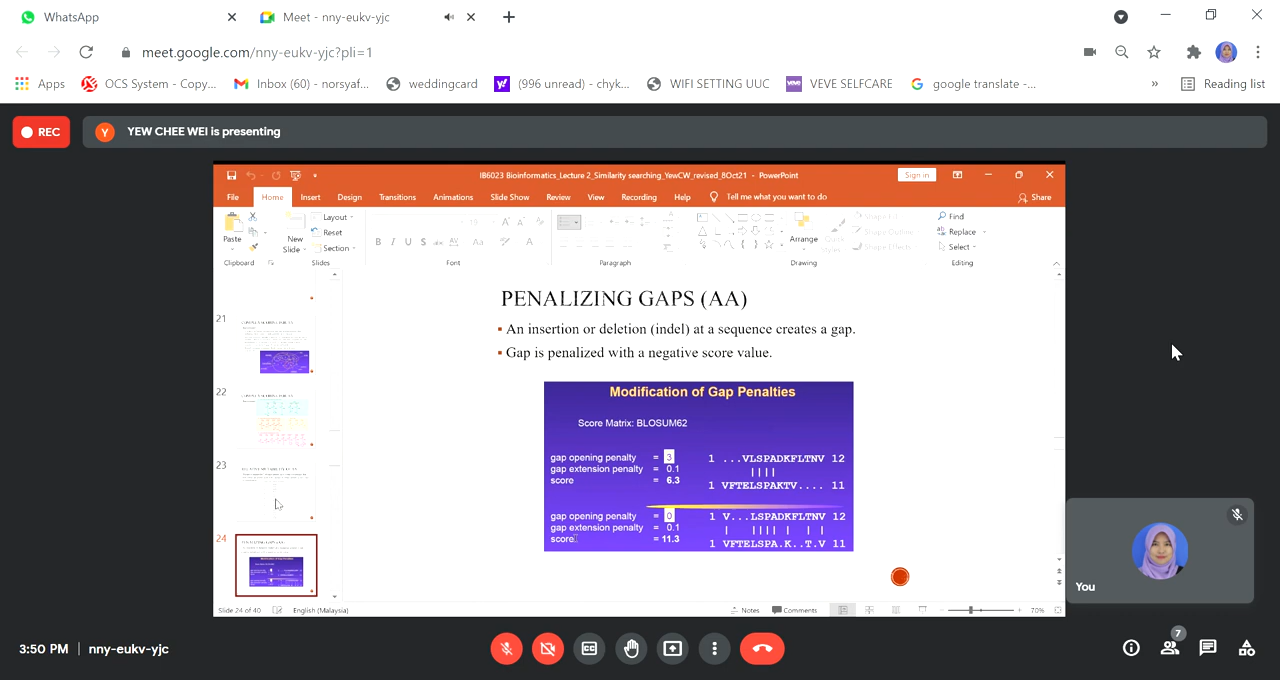 WhatsApp
Meet - nny-eukv-yjc
meet.google.com/nny-eukv-yjc?pli=1
Apps
OCS System - Copy...
Inbox (60) - norsyaf...
weddingcard
(996 unread) - chyk...
WIFI SETTING UUC
VEVE SELFCARE
google translate -...
»
Reading list
REC
Y
YEW CHEE WEI is presenting
IB6023 Bioinformatics_Lecture 2_Similarity searching_YewCW_revised_8Oct21 - PowerPoint
Sign in
File
Home
Insert
Design
Transitions
Animations
Slide Show
Review
View
Recording
Help
Tell me what you want to do
Share
Paste
New
Slide
Layout
Reset
Section
Arrange
Quick
Styles
Shape Fill
Shape Outline
Shape Effects
Find
Replace
Select
Clipboard
Slides
Font
Paragraph
Drawing
Editing
21
22
23
24
PENALIZING GAPS (AA)
▪ An insertion or deletion (indel) at a sequence creates a gap.
▪ Gap is penalized with a negative score value.
Modification of Gap Penalties
Score Matrix: BLOSUM62
gap opening penalty = 3
gap extension penalty = 0.1
score = 6.3
1 ...VLSPADKFLTNV 12
||||
1 VFTELSPAKTV.... 11
gap opening penalty = 0
gap extension penalty = 0.1
score = 11.3
1 V...LSPADKFLTNV 12
| |||| | | |
1 VFTELSPA.K..T.V 11
Slide 24 of 40
English (Malaysia)
Notes
Comments
70%
You
3:50 PM | nny-eukv-yjc
7